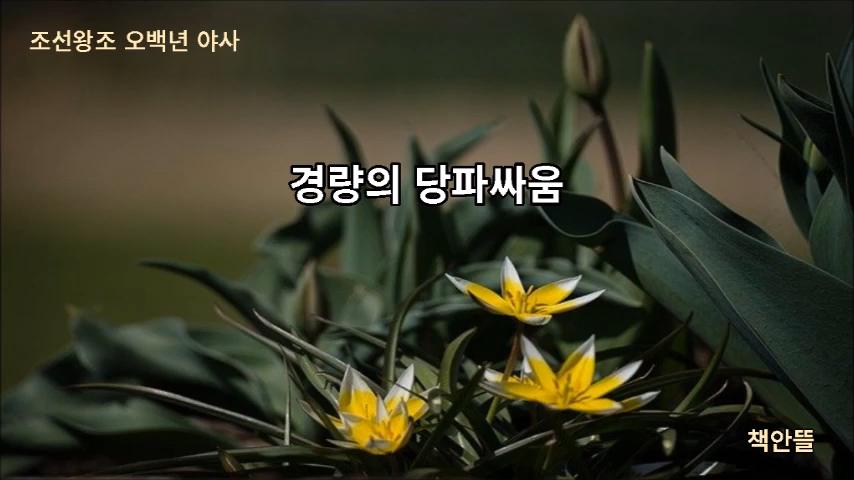 조선왕조 오백년 야사
경량의 당파싸움
책안뜰